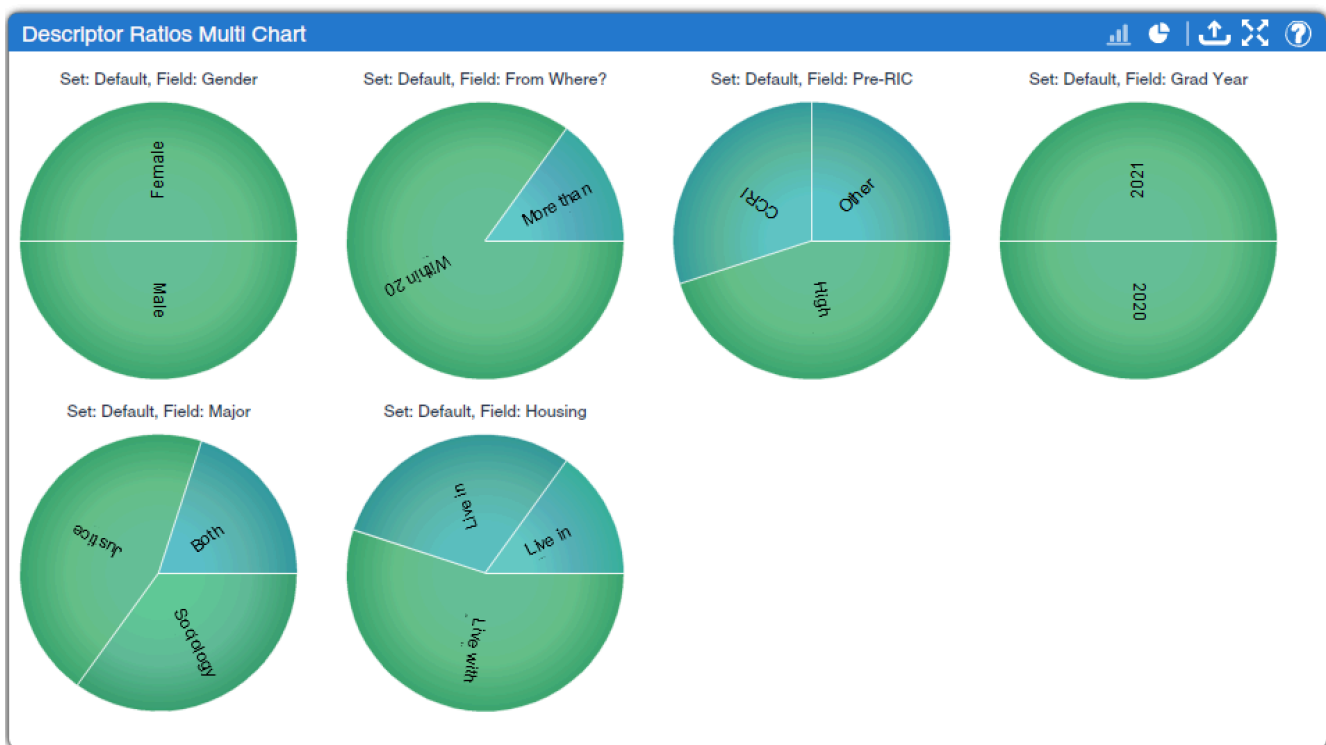 Descriptor Ratios Multi Chart
Set: Default, Field: Gender
Female
Male
Set: Default, Field: From Where?
More than
Within 20
Set: Default, Field: Pre-RIC
CCRI
Other
High
Set: Default, Field: Grad Year
2021
2020
Set: Default, Field: Major
Justice
Both
Sociology
Set: Default, Field: Housing
Live in
Live in
Live with